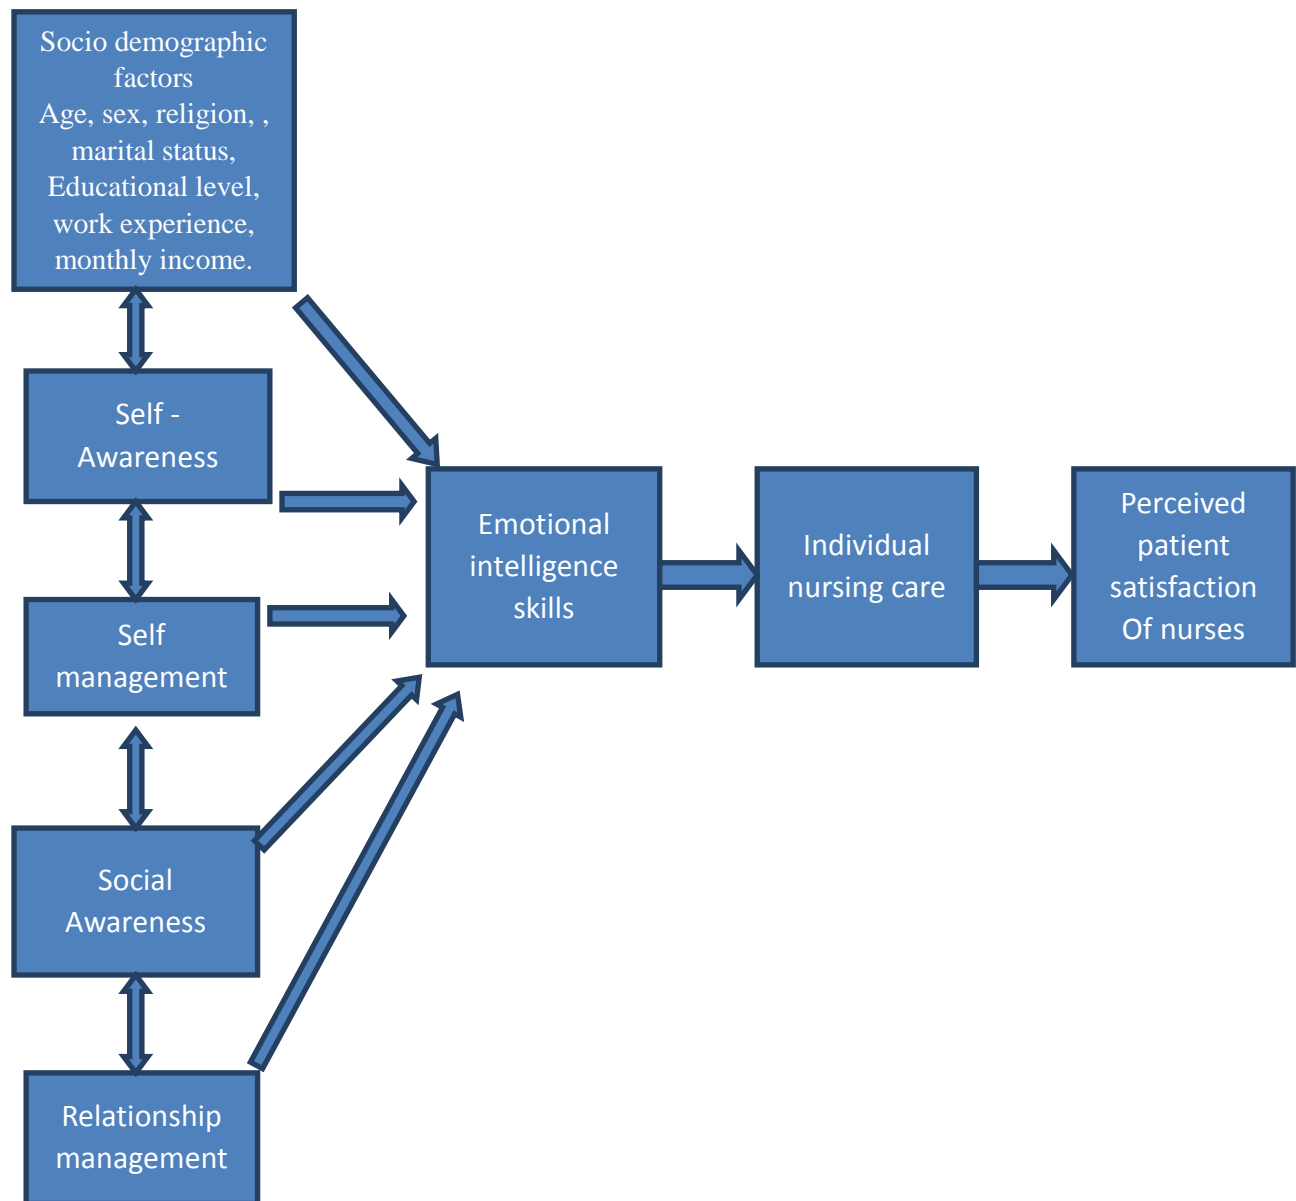 Socio demographic
factors
Age, sex, religion, ,
marital status,
Educational level,
work experience,
monthly income.
Self -
Awareness
Self
management
Social
Awareness
Relationship
management
Emotional
intelligence
skills
Individual
nursing care
Perceived
patient
satisfaction
Of nurses